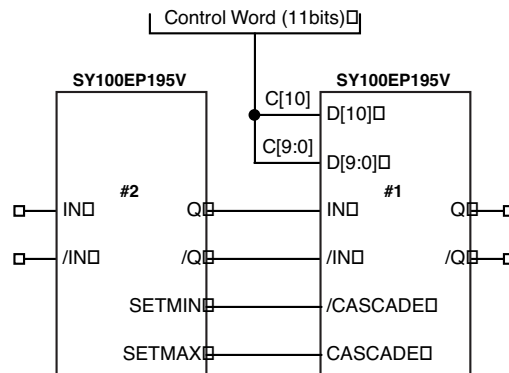 Control Word (11bits)
SY100EP195V
SY100EP195V
C[10]
D[10]
C[9:0]
D[9:0]
#2
#1
IN
Q
IN
Q
/IN
/Q
/IN
/Q
SETMIN
/CASCADE
SETMAX
CASCADE